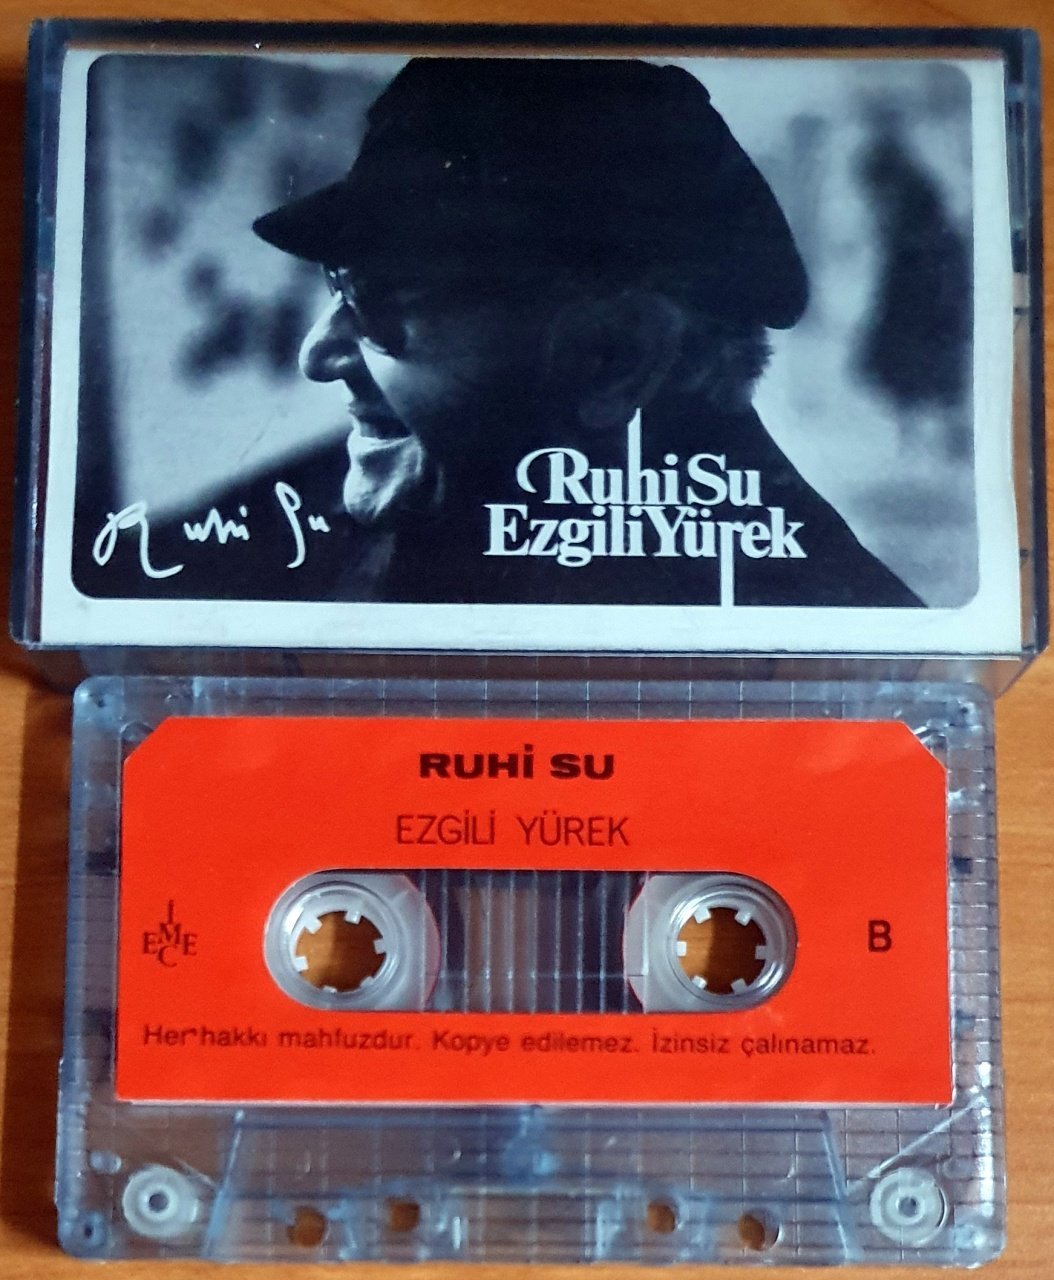 Ruhi Su
Ezgili Yürek
Ruhi Su
RUHİ SU
EZGİLİ YÜREK
İMECE
B
Her hakkı mahfuzdur. Kopye edilemez. İzinsiz çalınamaz.